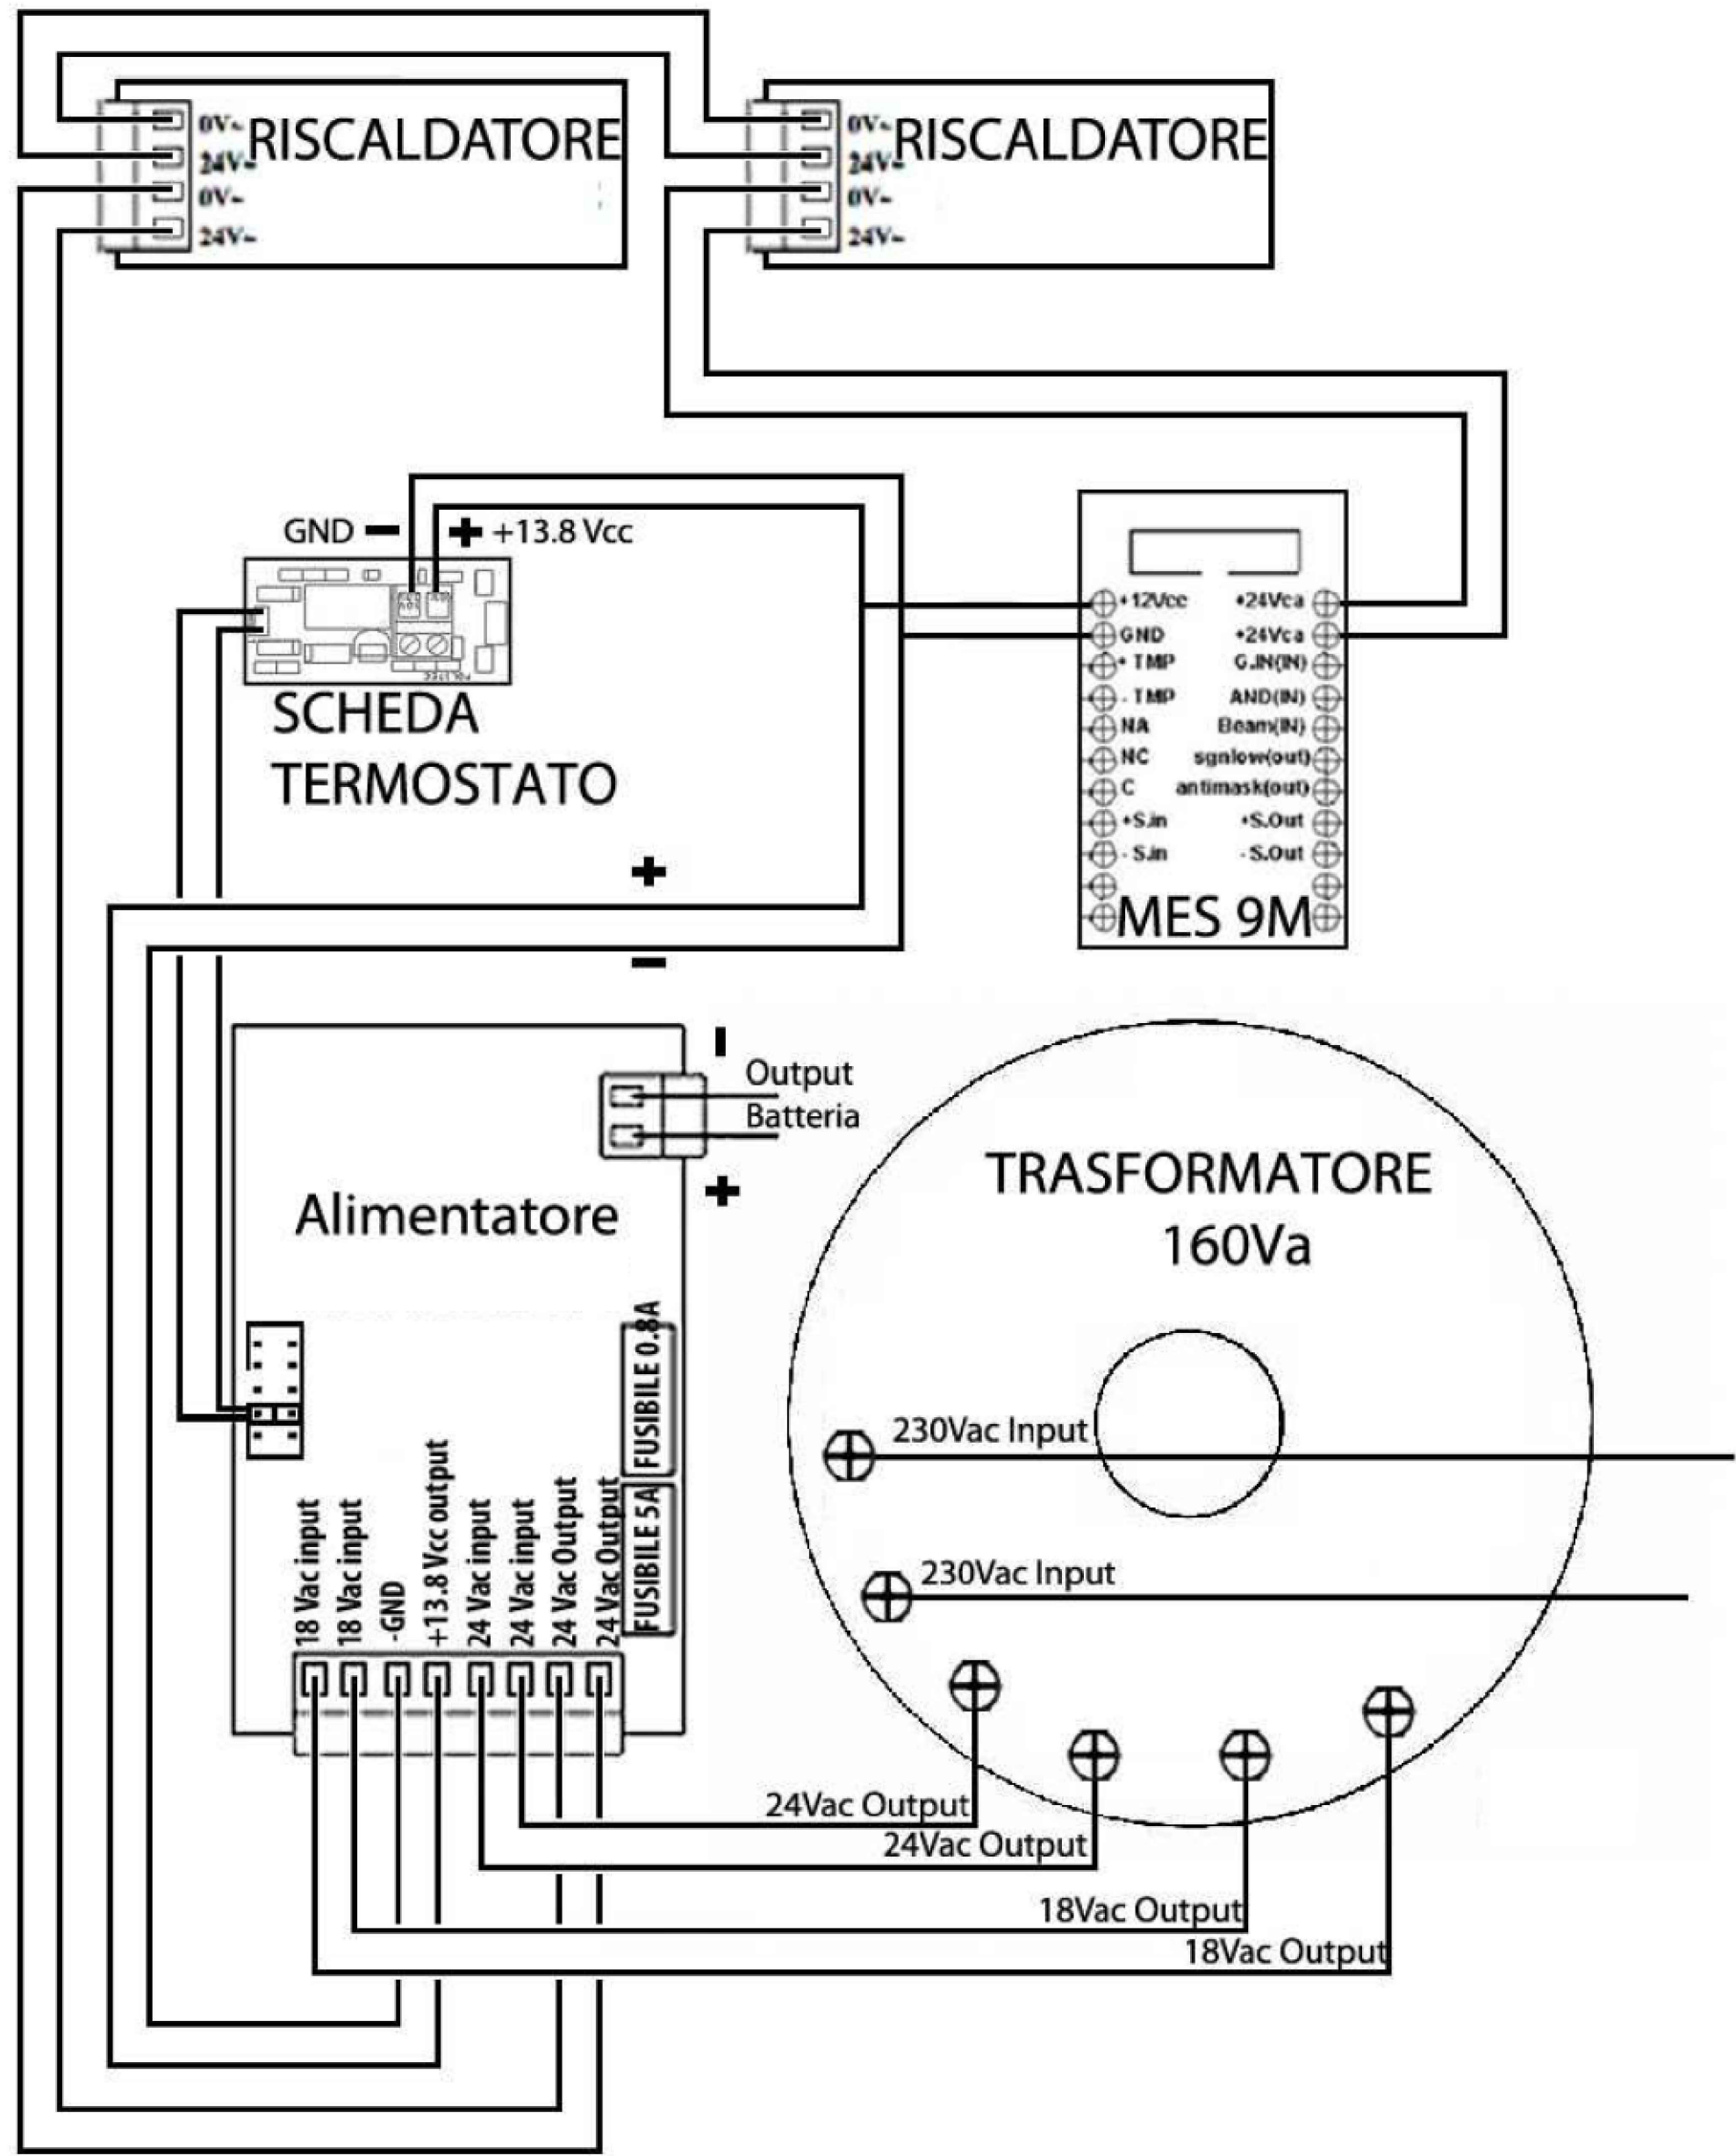 0V~
RISCALDATORE
24V~
0V~
24V~
0V~
RISCALDATORE
24V~
0V~
24V~
GND − + +13.8 Vcc
SCHEDA
TERMOSTATO
+12Vcc +24Vca
GND +24Vca
+ TMP G.IN(IN)
- TMP AND(IN)
NA Beam(IN)
NC sgnlow(out)
C antimask(out)
+S.in +S.Out
- S.in - S.Out
MES 9M
+
−
−
Output
Batteria
+
Alimentatore
FUSIBILE 0.8A
FUSIBILE 5A
18 Vac input
18 Vac input
-GND
+13.8 Vcc output
24 Vac input
24 Vac input
24 Vac Output
24 Vac Output
TRASFORMATORE
160Va
230Vac Input
230Vac Input
24Vac Output
24Vac Output
18Vac Output
18Vac Output